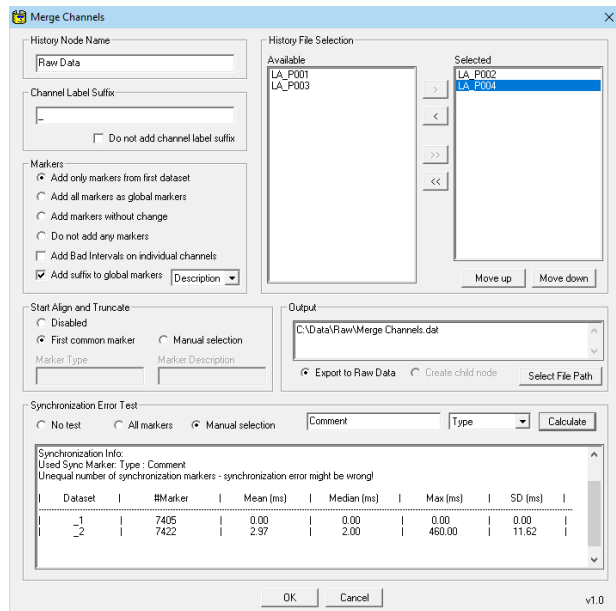 Merge Channels
History Node Name
Raw Data
Channel Label Suffix
_
Do not add channel label suffix
Markers
Add only markers from first dataset
Add all markers as global markers
Add markers without change
Do not add any markers
Add Bad Intervals on individual channels
Add suffix to global markers Description
History File Selection
Available
LA_P001
LA_P003
>
<
>>
<<
Selected
LA_P002
LA_P004
Move up Move down
Start Align and Truncate
Disabled
First common marker Manual selection
Marker Type Marker Description
Output
C:\Data\Raw\Merge Channels.dat
Export to Raw Data Create child node Select File Path
Synchronization Error Test
No test All markers Manual selection Comment Type Calculate
Synchronization Info:
Used Sync Marker: Type : Comment
Unequal number of synchronization markers - synchronization error might be wrong!
| Dataset | #Marker | Mean (ms) | Median (ms) | Max (ms) | SD (ms) |
_1 | 7405 | 0.00 | 0.00 | 0.00 | 0.00
_2 | 7422 | 2.97 | 2.00 | 460.00 | 11.62
OK Cancel v1.0